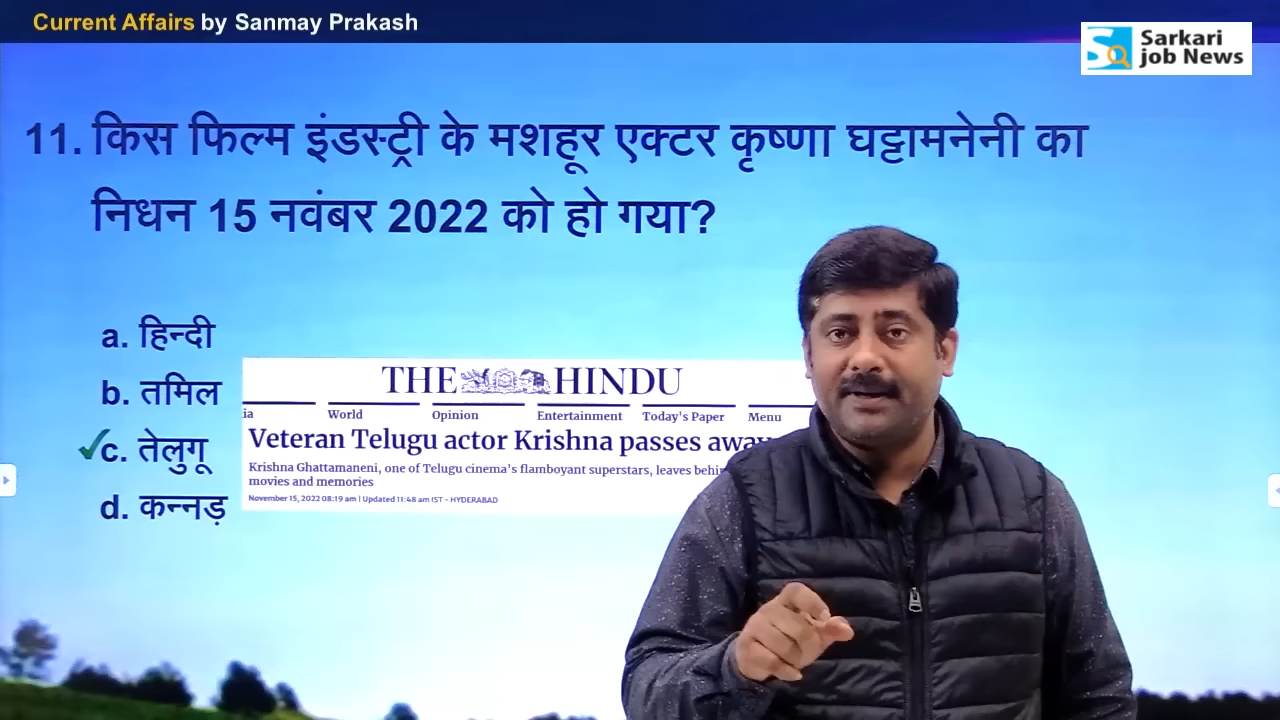 Current Affairs by Sanmay Prakash
Sarkari
job News
11. किस फिल्म इंडस्ट्री के मशहूर एक्टर कृष्णा घट्टामनेनी का
निधन 15 नवंबर 2022 को हो गया?
a. हिन्दी
b. तमिल
c. तेलुगू
d. कन्नड़
THE HINDU
World Opinion Entertainment Today's Paper Menu
Veteran Telugu actor Krishna passes away
Krishna Ghattamaneni, one of Telugu cinema's flamboyant superstars, leaves
movies and memories
November 15, 2022 08:19 am | Updated 11:48 am IST - HYDERABAD